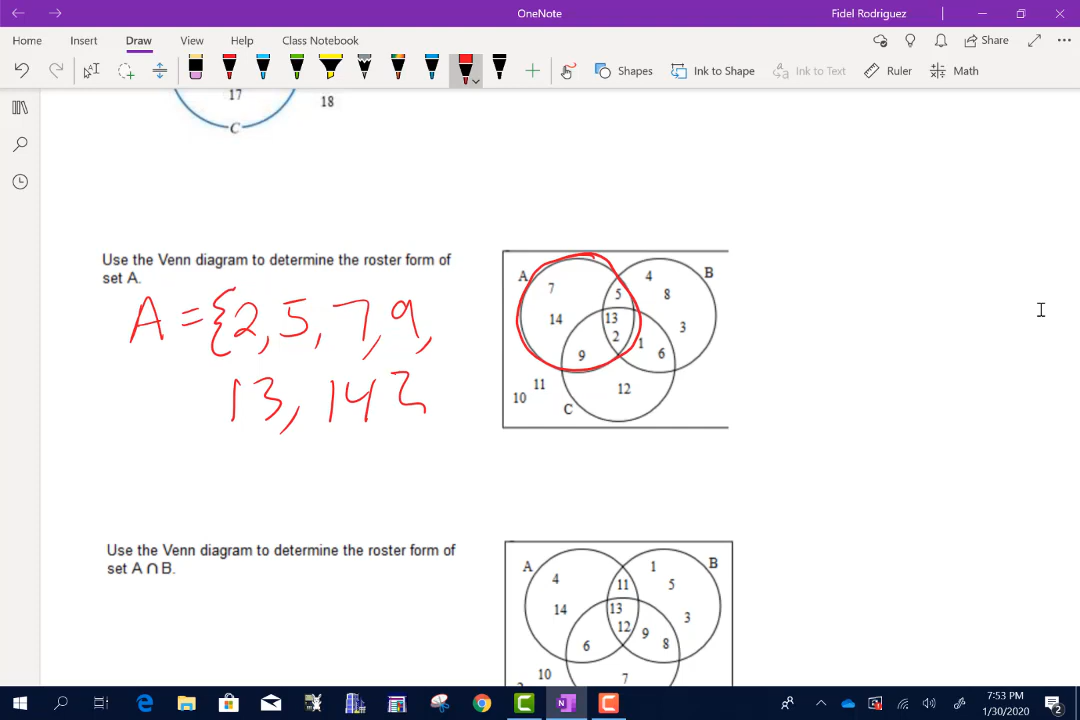 OneNote
Fidel Rodriguez
Home Insert Draw View Help Class Notebook
Share
Shapes Ink to Shape Ink to Text Ruler Math
17 18
C
Use the Venn diagram to determine the roster form of
set A.
A = {2, 5, 7, 9,
13, 14}
A 7 5 4 B
8
14 13 3
2 1
9 6
11 12
10 C
Use the Venn diagram to determine the roster form of
set A ∩ B.
A 4 11 1 B
5
14 13 3
12 9
6 8
10 7
7:53 PM
1/30/2020
2